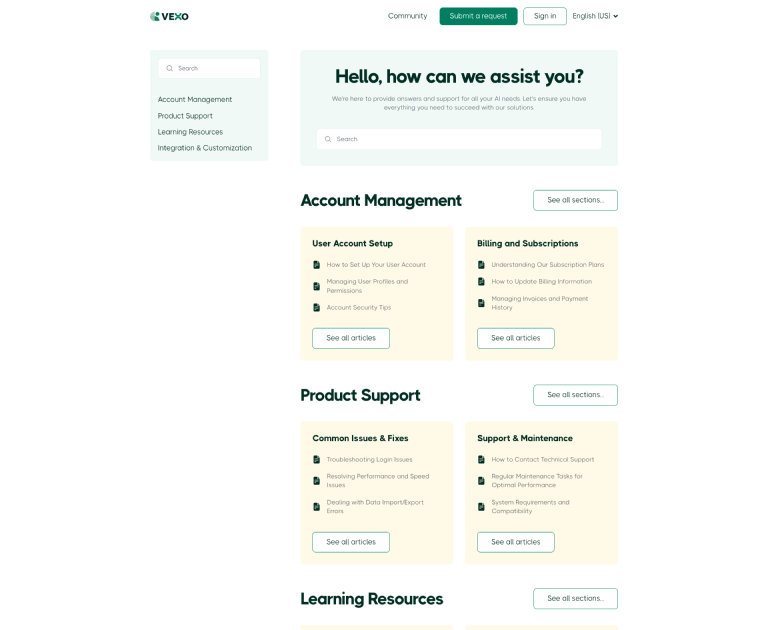 VEXO
Community
Submit a request
Sign in
English (US)
Search
Account Management
Product Support
Learning Resources
Integration & Customization
Hello, how can we assist you?
We're here to provide answers and support for all your AI needs. Let's ensure you have
everything you need to succeed with our solutions
Search
Account Management
See all sections...
User Account Setup
How to Set Up Your User Account
Managing User Profiles and
Permissions
Account Security Tips
See all articles
Billing and Subscriptions
Understanding Our Subscription Plans
How to Update Billing Information
Managing Invoices and Payment
History
See all articles
Product Support
See all sections...
Common Issues & Fixes
Troubleshooting Login Issues
Resolving Performance and Speed
Issues
Dealing with Data Import/Export
Errors
See all articles
Support & Maintenance
How to Contact Technicol Support
Regular Maintenance Tasks for
Optimal Performance
System Requirements and
Compatibility
See all articles
Learning Resources
See all sections...